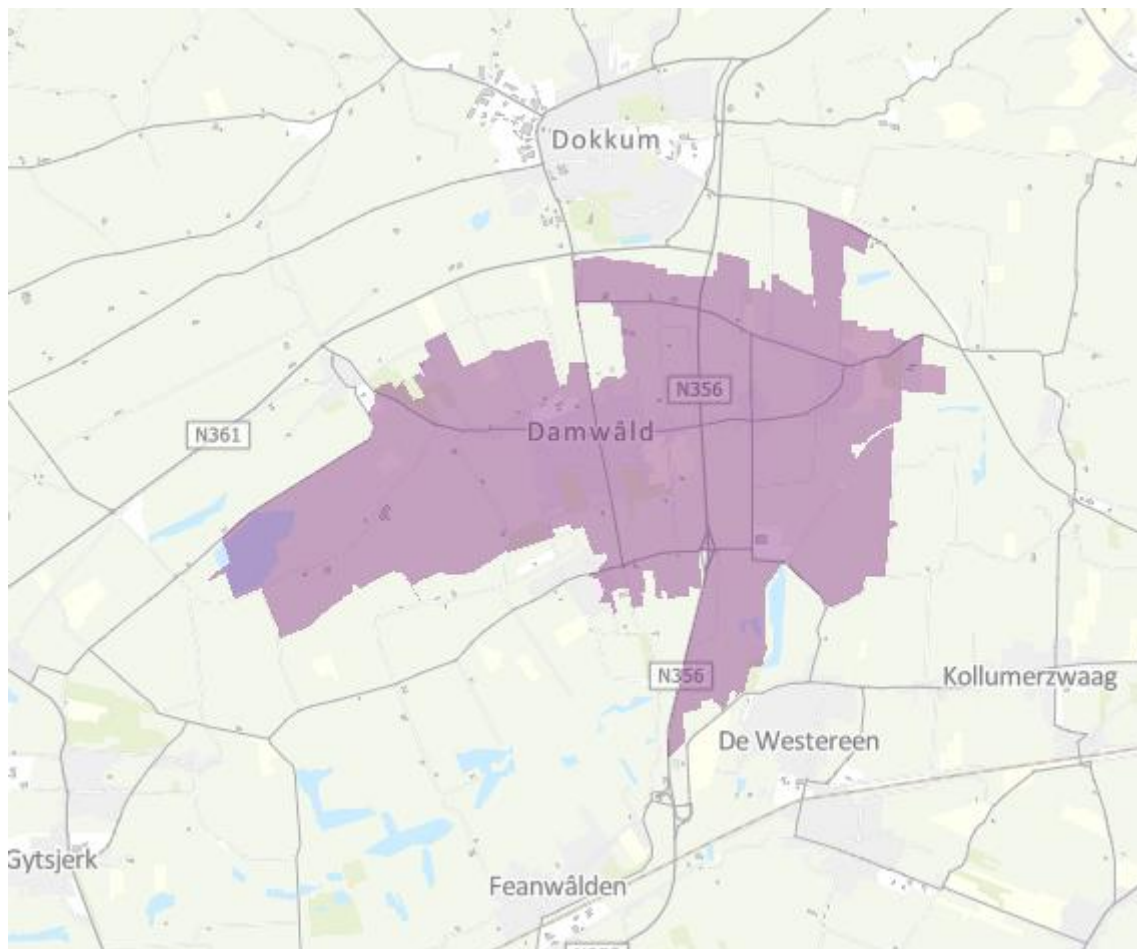 Dokkum
N356
N361
Damwâld
N356
Kollumerzwaag
De Westereen
Gytsjerk
Feanwâlden